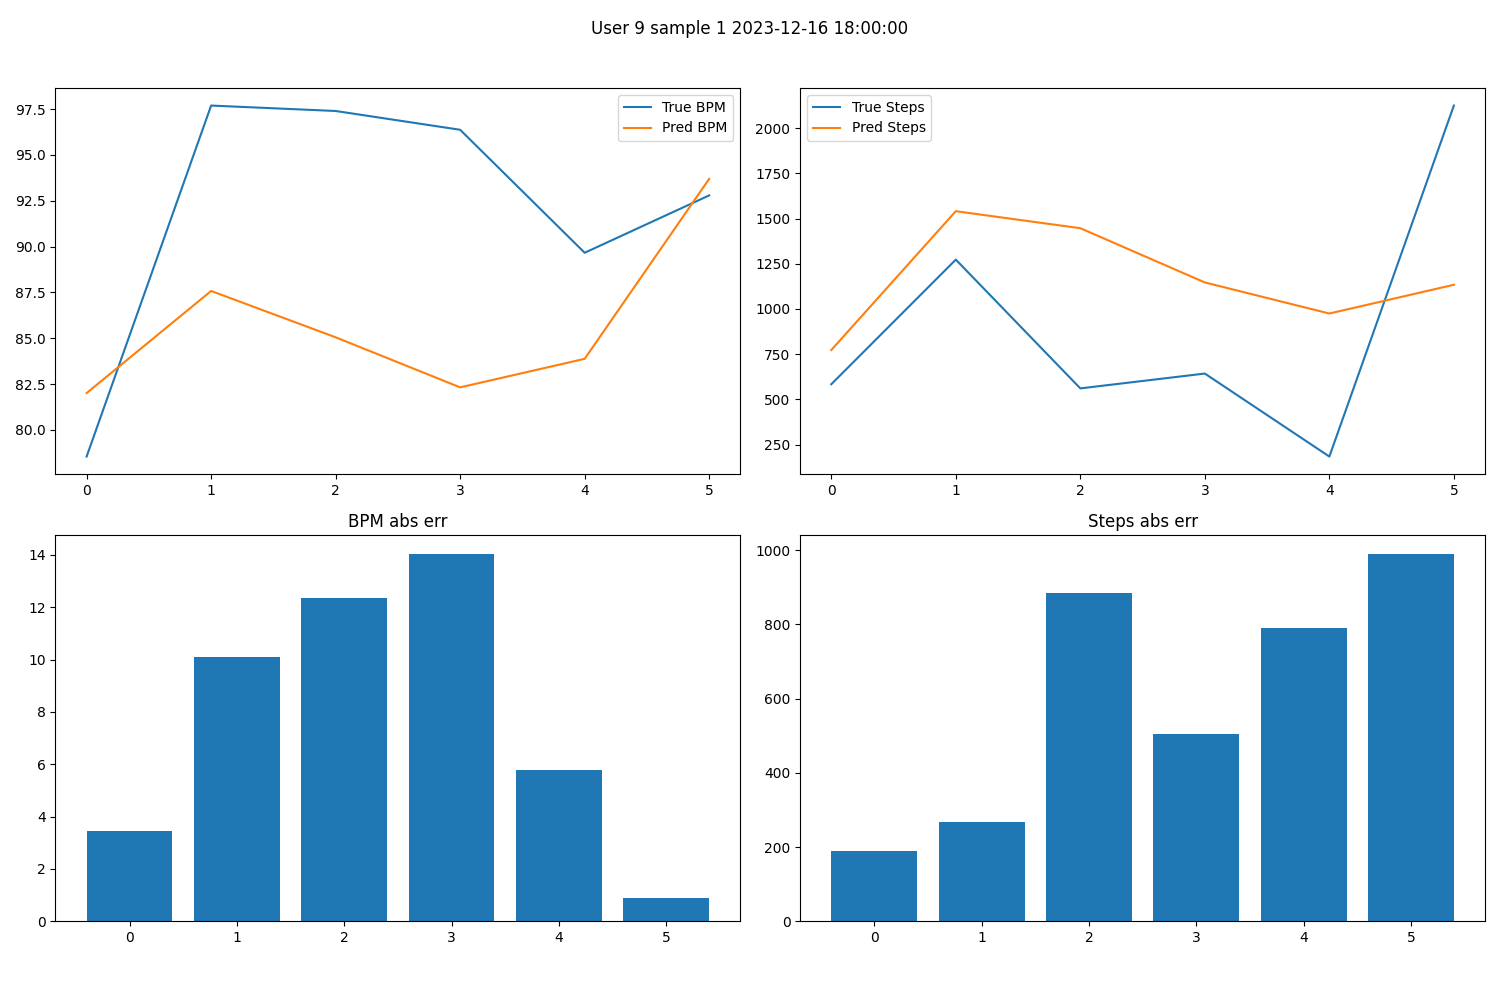 User 9 sample 1 2023-12-16 18:00:00
97.5
95.0
92.5
90.0
87.5
85.0
82.5
80.0
True BPM
Pred BPM
0 1 2 3 4 5
2000
1750
1500
1250
1000
750
500
250
True Steps
Pred Steps
0 1 2 3 4 5
BPM abs err
14
12
10
8
6
4
2
0
0 1 2 3 4 5
Steps abs err
1000
800
600
400
200
0
0 1 2 3 4 5